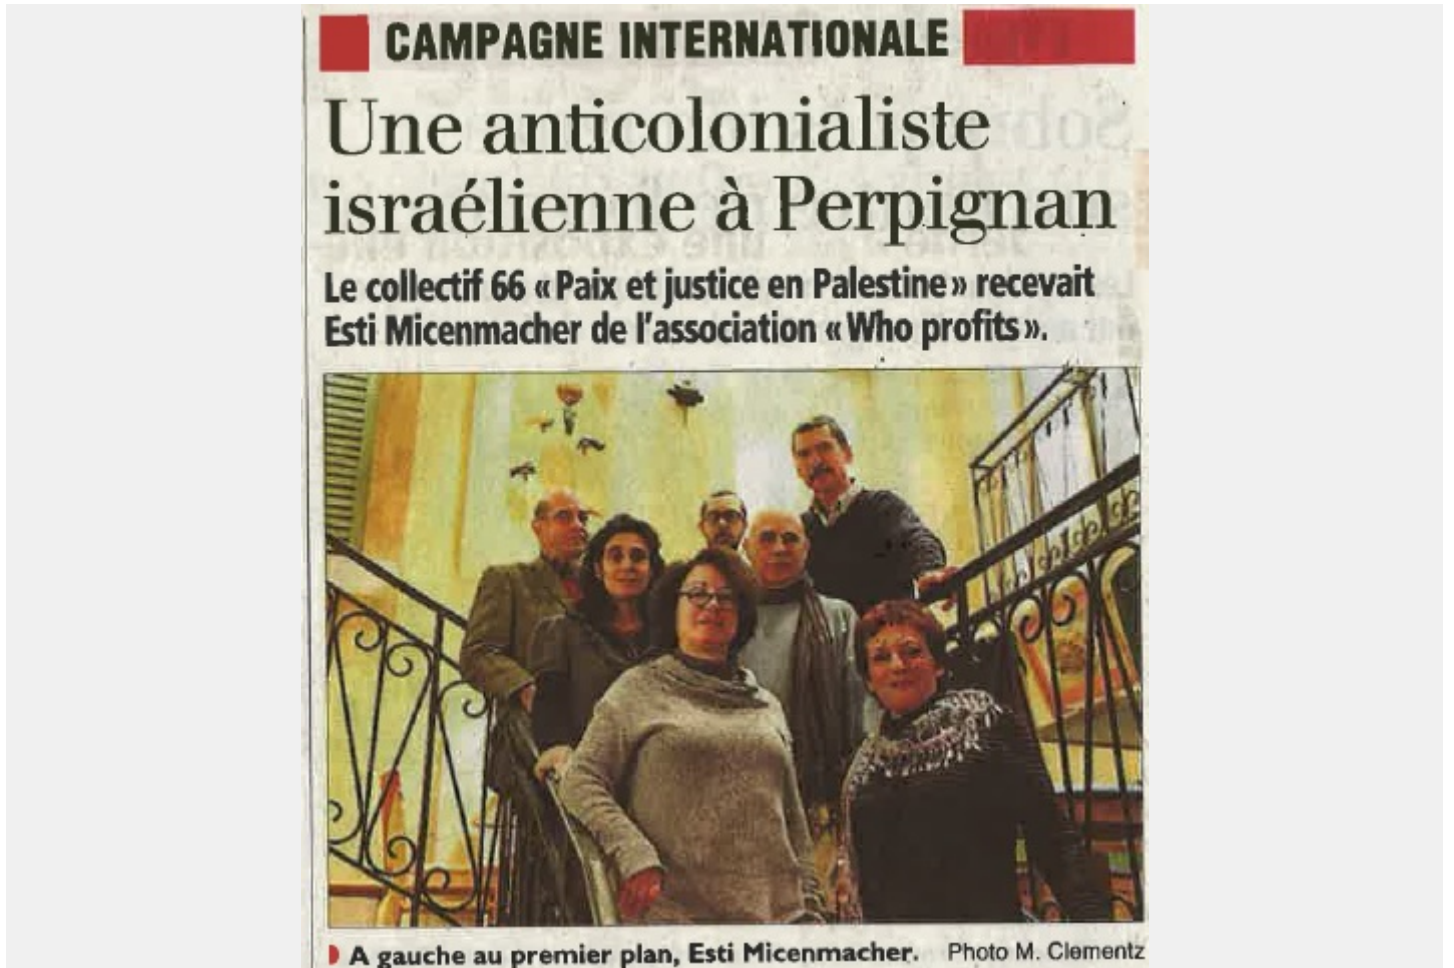 CAMPAGNE INTERNATIONALE
Une anticolonialiste
israélienne à Perpignan
Le collectif 66 « Paix et justice en Palestine » recevait
Esti Micenmacher de l’association « Who profits ».
A gauche au premier plan, Esti Micenmacher. Photo M. Clementz